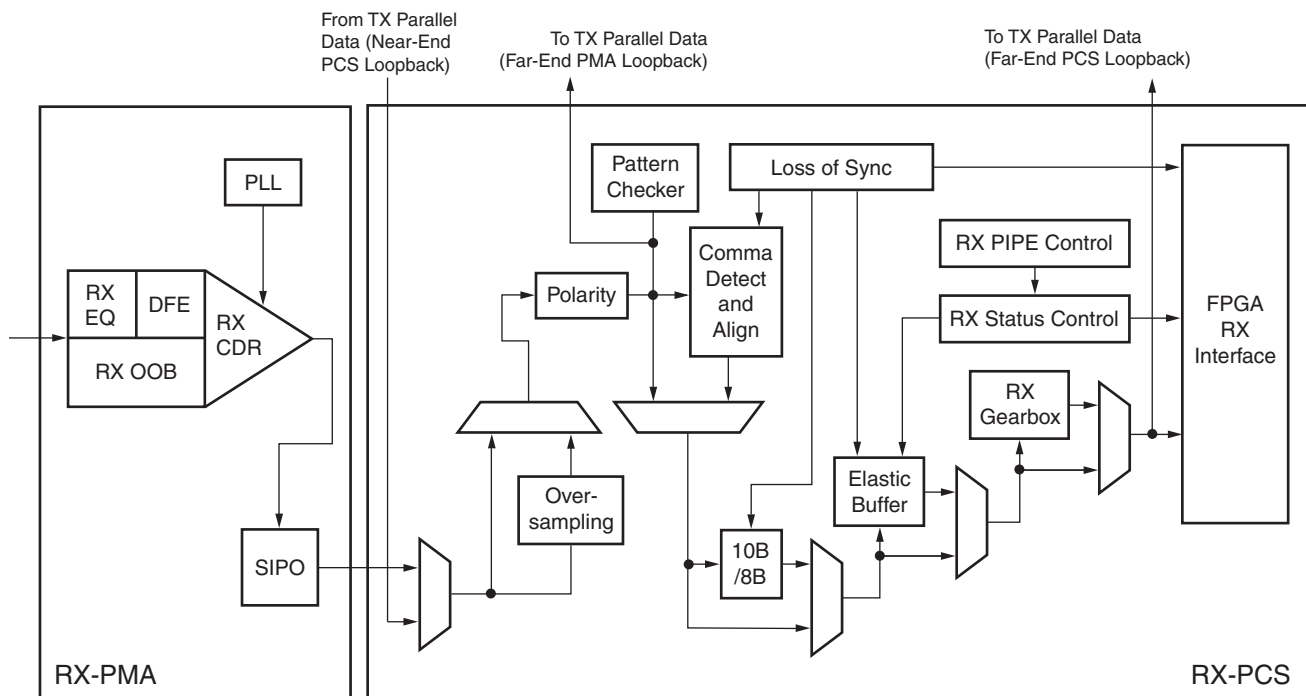 From TX Parallel
Data (Near-End
PCS Loopback)
To TX Parallel Data
(Far-End PMA Loopback)
To TX Parallel Data
(Far-End PCS Loopback)
PLL
RX
EQ
DFE
RX
CDR
RX OOB
SIPO
RX-PMA
Pattern
Checker
Loss of Sync
Polarity
Comma
Detect
and
Align
RX PIPE Control
RX Status Control
FPGA
RX
Interface
RX
Gearbox
Over-
sampling
Elastic
Buffer
10B
/8B
RX-PCS